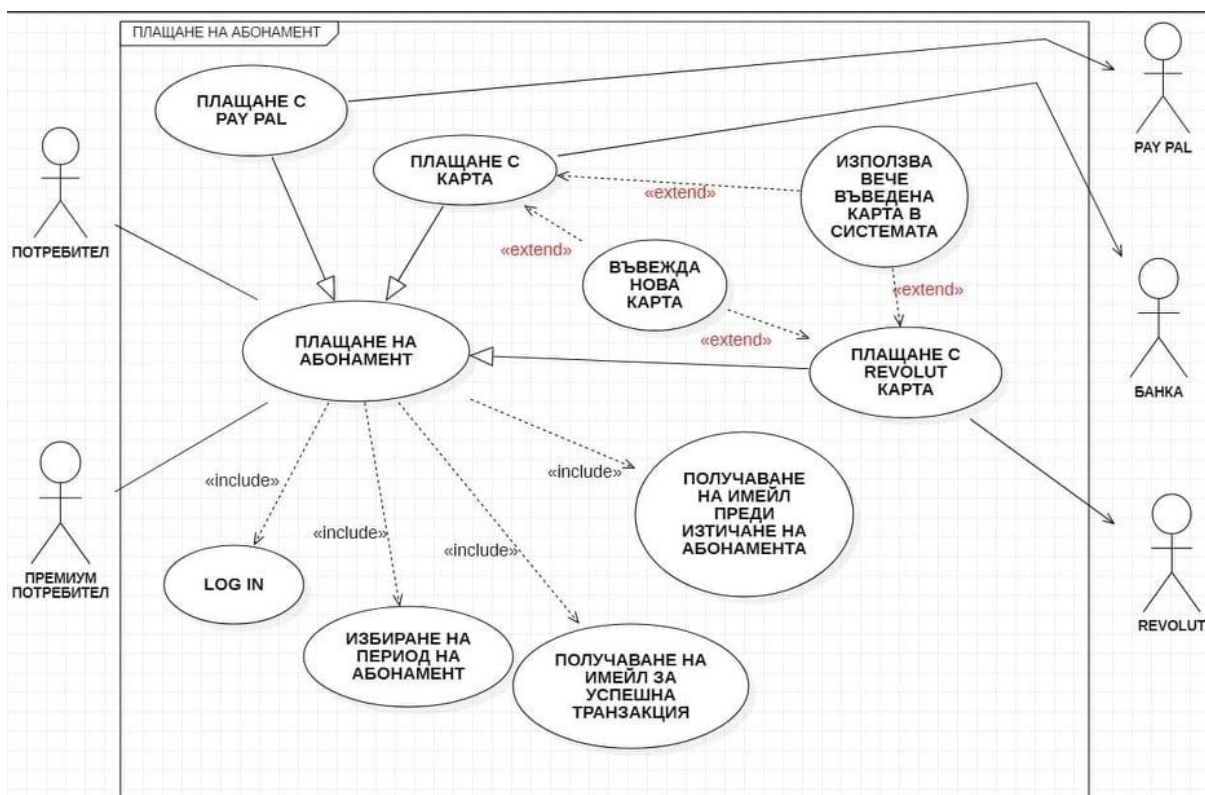 ПЛАЩАНЕ НА АБОНАМЕНТ
ПЛАЩАНЕ С
PAY PAL
ПЛАЩАНЕ С
КАРТА
ИЗПОЛЗВА
ВЕЧЕ
ВЪВЕДЕНА
КАРТА В
СИСТЕМАТА
PAY PAL
«extend»
ПОТРЕБИТЕЛ
«extend»
ВЪВЕЖДА
НОВА
КАРТА
«extend»
ПЛАЩАНЕ НА
АБОНАМЕНТ
«extend»
ПЛАЩАНЕ С
REVOLUT
КАРТА
БАНКА
«include»
«include»
«include»
«include»
ПОЛУЧАВАНЕ
НА ИМЕЙЛ
ПРЕДИ
ИЗТИЧАНЕ НА
АБОНАМЕНТА
ПРЕМИУМ
ПОТРЕБИТЕЛ
LOG IN
REVOLUT
ИЗБИРАНЕ НА
ПЕРИОД НА
АБОНАМЕНТ
ПОЛУЧАВАНЕ НА
ИМЕЙЛ ЗА
УСПЕШНА
ТРАНЗАКЦИЯ